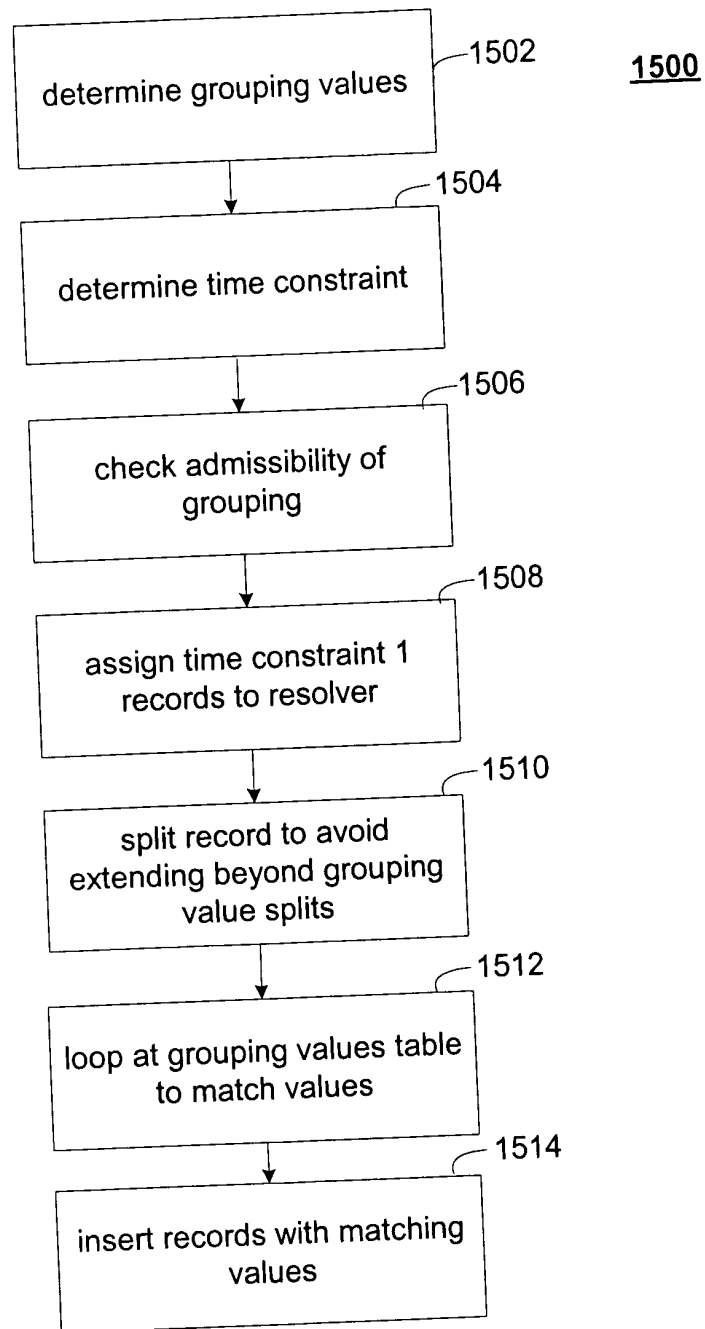 determine grouping values
1502
1500
1504
determine time constraint
1506
check admissibility of
grouping
1508
assign time constraint 1
records to resolver
1510
split record to avoid
extending beyond grouping
value splits
1512
loop at grouping values table
to match values
1514
insert records with matching
values